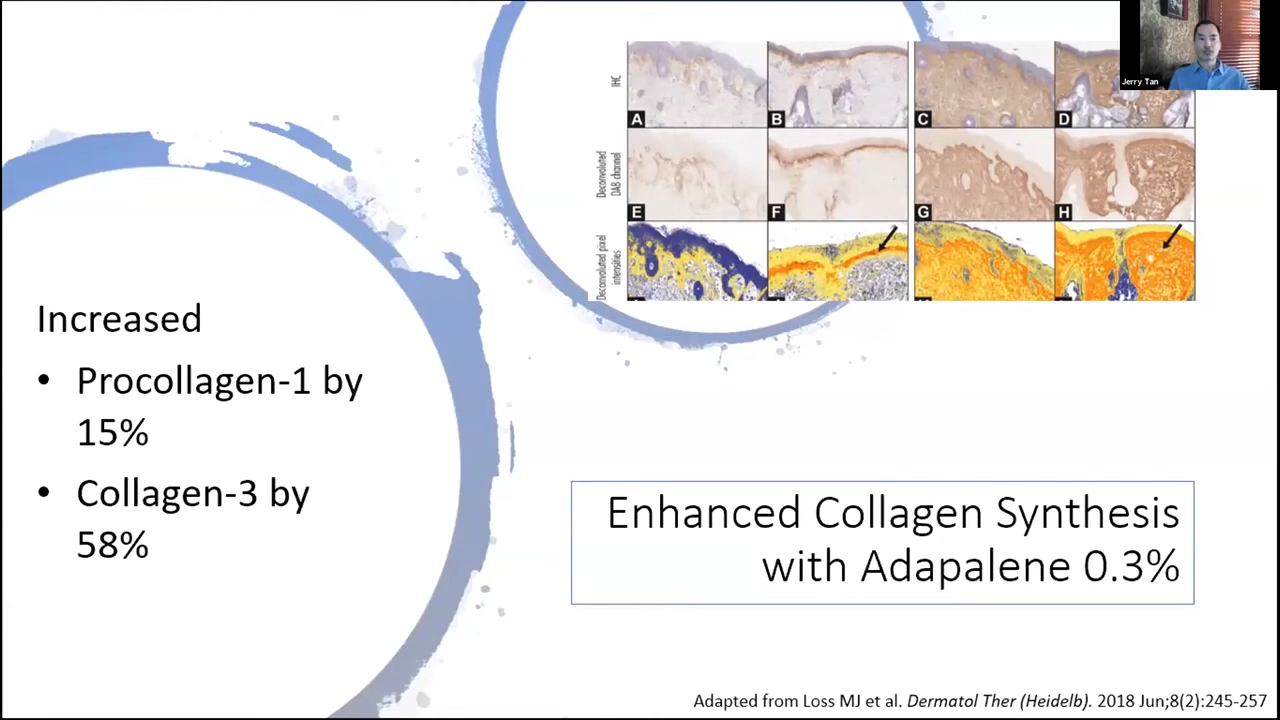 Jerry Tan
IHC
A
B
C
D
Deconvoluted
DAB channel
E
F
G
H
Deconvoluted pixel
intensities
Increased
• Procollagen-1 by
15%
• Collagen-3 by
58%
Enhanced Collagen Synthesis
with Adapalene 0.3%
Adapted from Loss MJ et al. Dermatol Ther (Heidelb). 2018 Jun;8(2):245-257